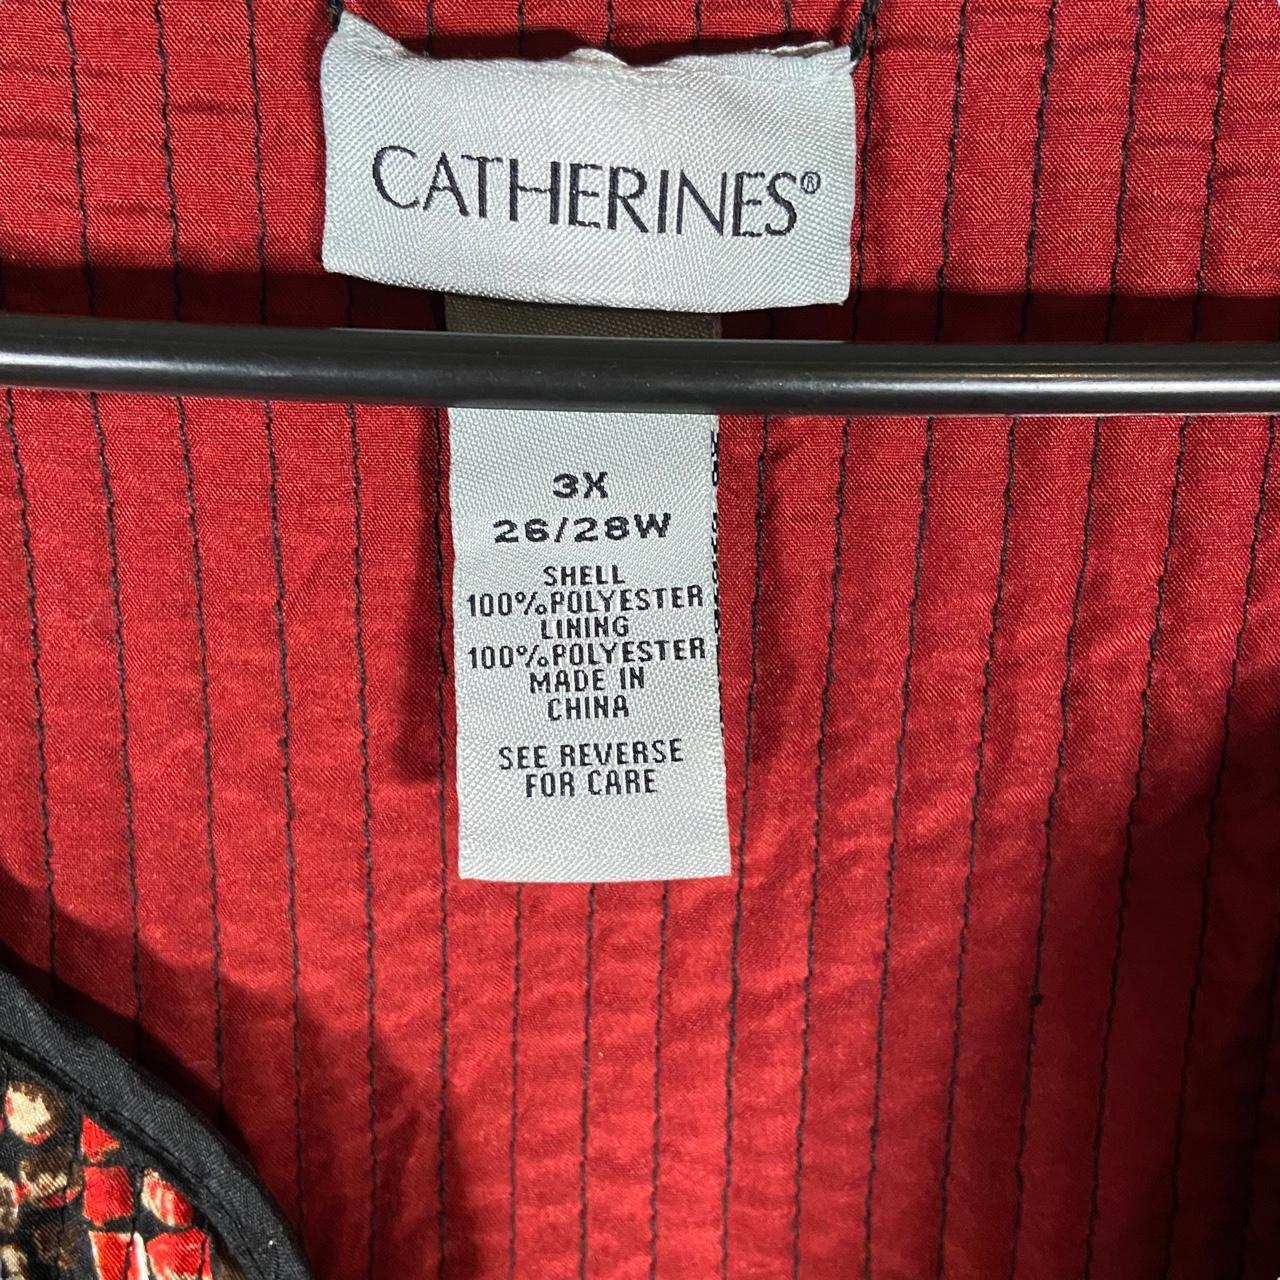 CATHERINES®
3X
26/28W
SHELL
100%POLYESTER
LINING
100%POLYESTER
MADE IN
CHINA
SEE REVERSE
FOR CARE